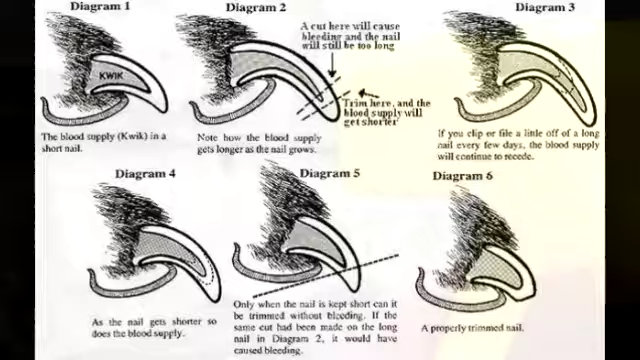 Diagram 1
KWIK
The blood supply (Kwik) in a
short nail.
Diagram 2
A cut here will cause
bleeding and the nail
will still be too long
Trim here, and the
blood supply will
get shorter
Note how the blood supply
gets longer as the nail grows.
Diagram 3
If you clip or file a little off of a long
nail every few days, the blood supply
will continue to recede.
Diagram 4
As the nail gets shorter so
does the blood supply.
Diagram 5
Only when the nail is kept short can it
be trimmed without bleeding. If the
same cut had been made on the long
nail in Diagram 2, it would have
caused bleeding.
Diagram 6
A properly trimmed nail.